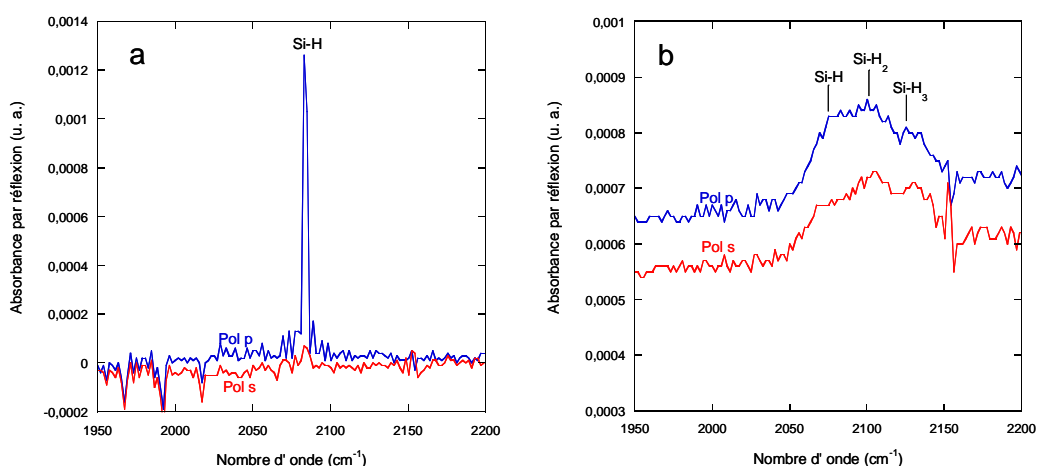 a
Absorbance par réflexion (u. a.)
0,0014
0,0012
0,001
0,0008
0,0006
0,0004
0,0002
0
-0,0002
Si-H
Pol p
Pol s
1950 2000 2050 2100 2150 2200
Nombre d' onde (cm⁻¹)
b
Absorbance par réflexion (u. a.)
0,001
0,0009
0,0008
0,0007
0,0006
0,0005
0,0004
0,0003
Si-H
Si-H₂
Si-H₃
Pol p
Pol s
1950 2000 2050 2100 2150 2200
Nombre d' onde (cm⁻¹)